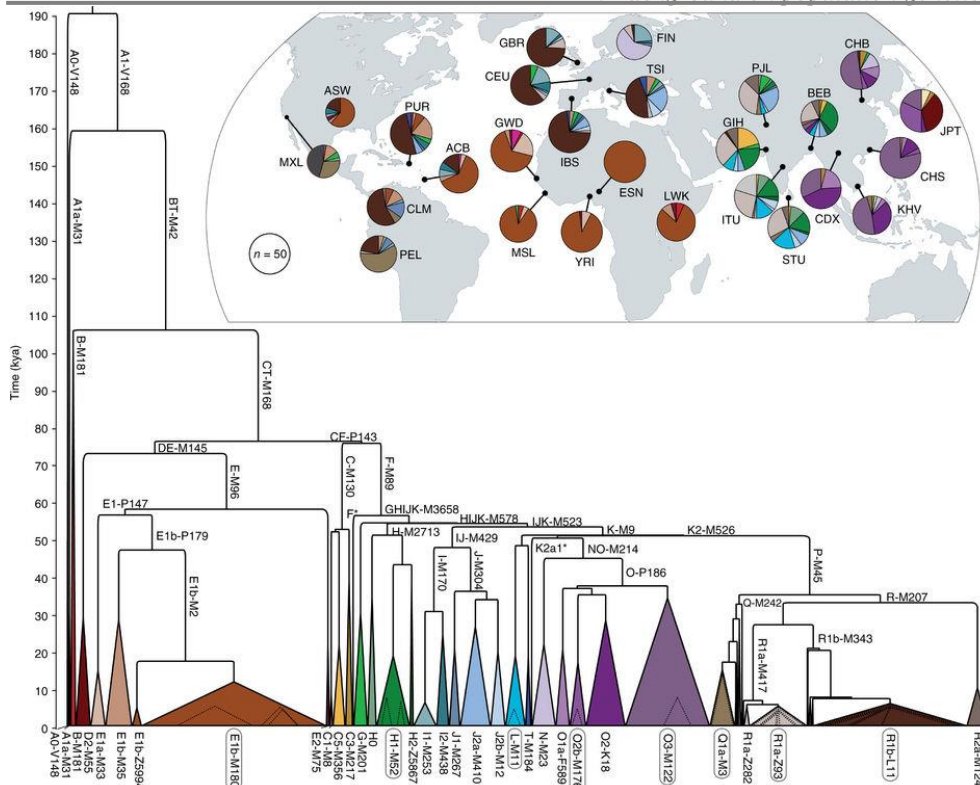 190
180
170
160
150
140
130
120
110
100
90
80
70
60
50
40
30
20
10
0
Time (kya)
A0-V148
A1-V168
A1a-M31
BT-M42
B-M181
CT-M168
DE-M145
CF-P143
E-M96
C-M130
F-M89
F*
E1-P147
E1b-P179
E1b-M2
GHIJK-M3658
HIJK-M578
H-M2713
IJK-M523
IJ-M429
I-M170
J-M304
K-M9
K2-M526
K2a1*
NO-M214
O-P186
P-M45
Q-M242
R-M207
R1a-M417
R1b-M343
GBR
FIN
CEU
TSI
PJL
CHB
BEB
JPT
ASW
PUR
GWD
GIH
IBS
ESN
CHS
MXL
ACB
LWK
ITU
CDX
KHV
CLM
MSL
YRI
STU
PEL
n = 50
A0-V148
A1a-M31
B-M181
D2-M55
E1a-M33
E1b-M35
E1b-Z5994
E1b-M180
E2-M75
C1-M8
C5-M356
C3-M217
G-M201
H0
H1-M52
H2-Z5867
I1-M253
I2-M438
J1-M267
J2a-M410
J2b-M12
L-M11
T-M184
N-M23
O1a-F589
O2b-M176
O2-K18
O3-M122
Q1a-M3
R1a-Z282
R1a-Z93
R1b-L11